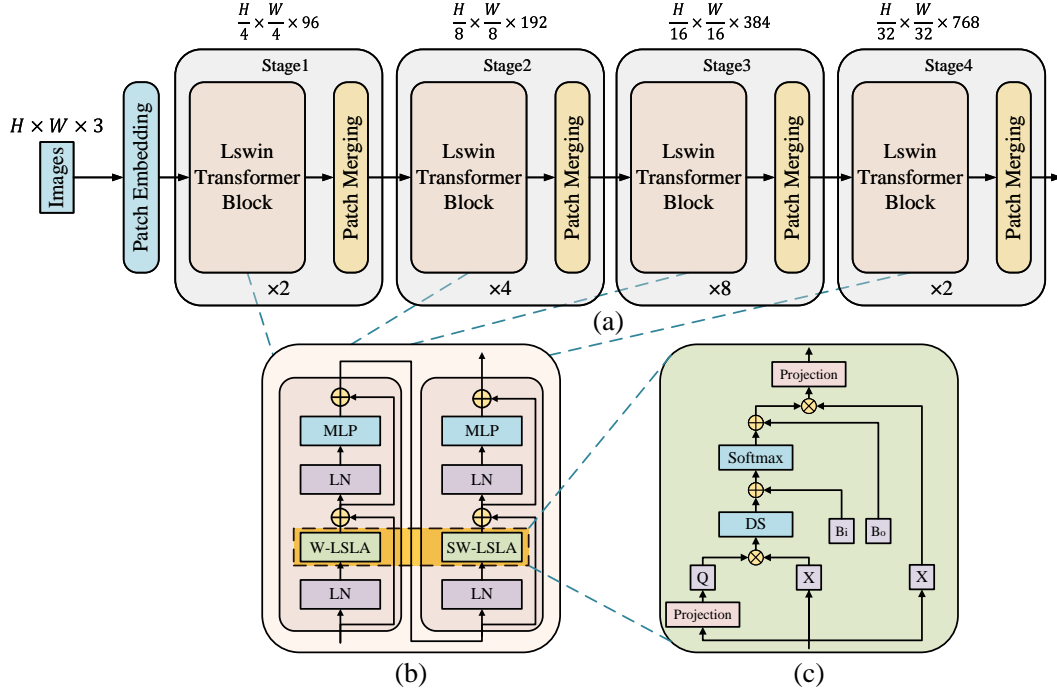 H/4 × W/4 × 96
H/8 × W/8 × 192
H/16 × W/16 × 384
H/32 × W/32 × 768
Stage1
Stage2
Stage3
Stage4
H × W × 3
Images
Patch Embedding
Lswin
Transformer
Block
Patch Merging
Lswin
Transformer
Block
Patch Merging
Lswin
Transformer
Block
Patch Merging
Lswin
Transformer
Block
Patch Merging
×2
×4
×8
×2
(a)
MLP
LN
W-LSLA
LN
MLP
LN
SW-LSLA
LN
(b)
Projection
Softmax
DS
Bi
Bo
Q
X
X
Projection
(c)